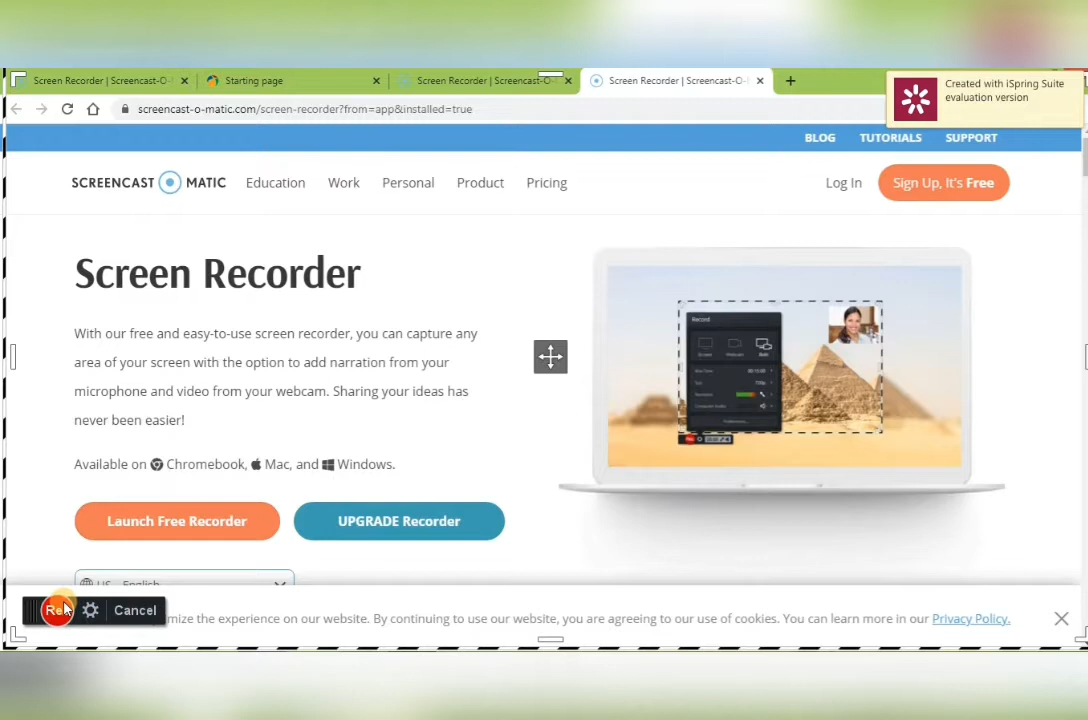 Screen Recorder | Screencast-O-
Starting page
Screen Recorder | Screencast-O-
Screen Recorder | Screencast-O-
Created with iSpring Suite
evaluation version
screencast-o-matic.com/screen-recorder?from=app&installed=true
BLOG TUTORIALS SUPPORT
SCREENCAST MATIC Education Work Personal Product Pricing Log In Sign Up, It's Free
Screen Recorder
With our free and easy-to-use screen recorder, you can capture any
area of your screen with the option to add narration from your
microphone and video from your webcam. Sharing your ideas has
never been easier!
Available on Chromebook, Mac, and Windows.
Launch Free Recorder UPGRADE Recorder
US - English
Record
Rec Cancel
mize the experience on our website. By continuing to use our website, you are agreeing to our use of cookies. You can learn more in our Privacy Policy.